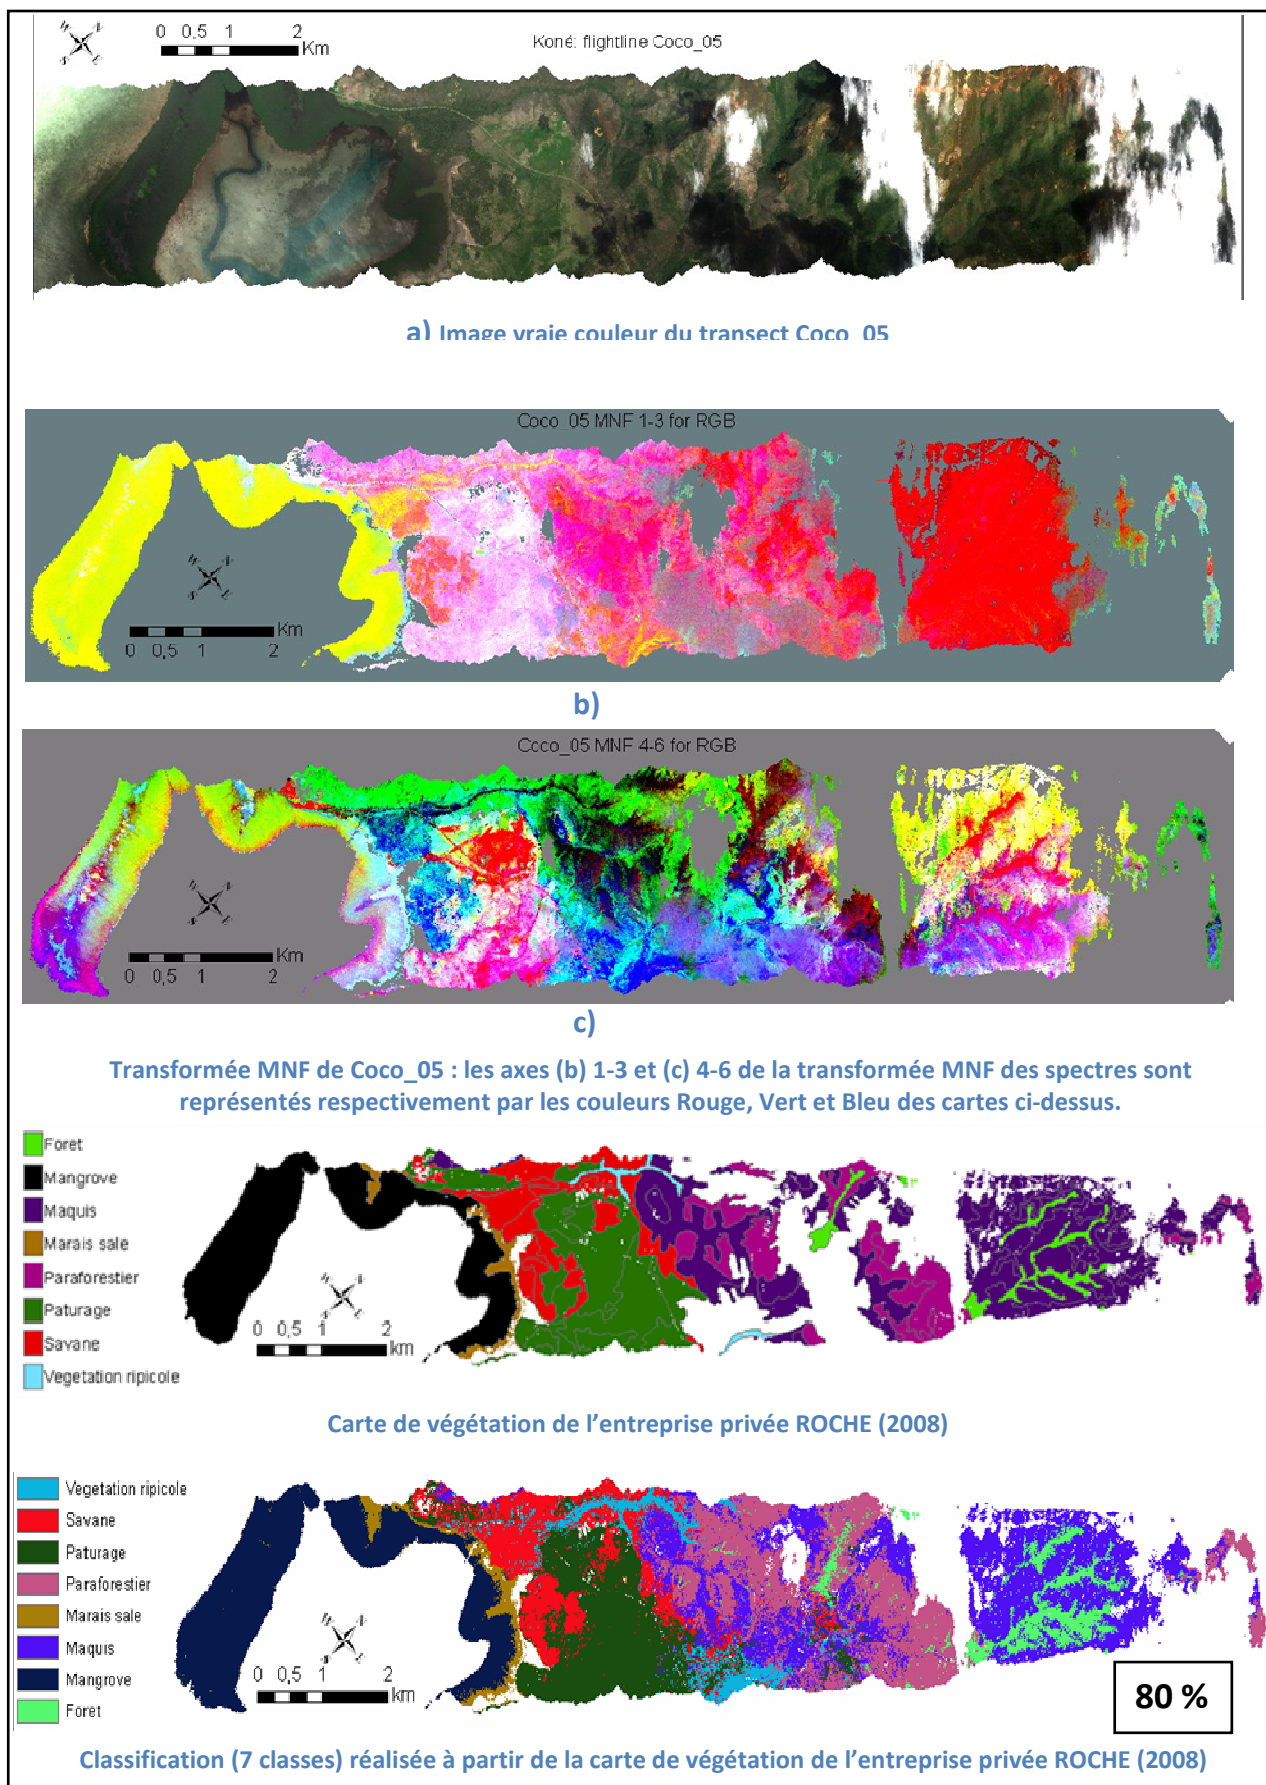 0 0.5 1 2
Km
Koné: flightline Coco_05
a) Image vraie couleur du transect Coco_05
Coco_05 MNF 1-3 for RGB
Km
0 0,5 1 2
b)
Coco_05 MNF 4-6 for RGB
Km
0 0,5 1 2
c)
Transformée MNF de Coco_05 : les axes (b) 1-3 et (c) 4-6 de la transformée MNF des spectres sont
représentés respectivement par les couleurs Rouge, Vert et Bleu des cartes ci-dessus.
Foret
Mangrove
Maquis
Marais sale
Paraforestier
Paturage
Savane
Vegetation ripicole
0 0,5 1 2
km
Carte de végétation de l’entreprise privée ROCHE (2008)
Vegetation ripicole
Savane
Paturage
Paraforestier
Marais sale
Maquis
Mangrove
Foret
0 0,5 1 2
km
80 %
Classification (7 classes) réalisée à partir de la carte de végétation de l’entreprise privée ROCHE (2008)